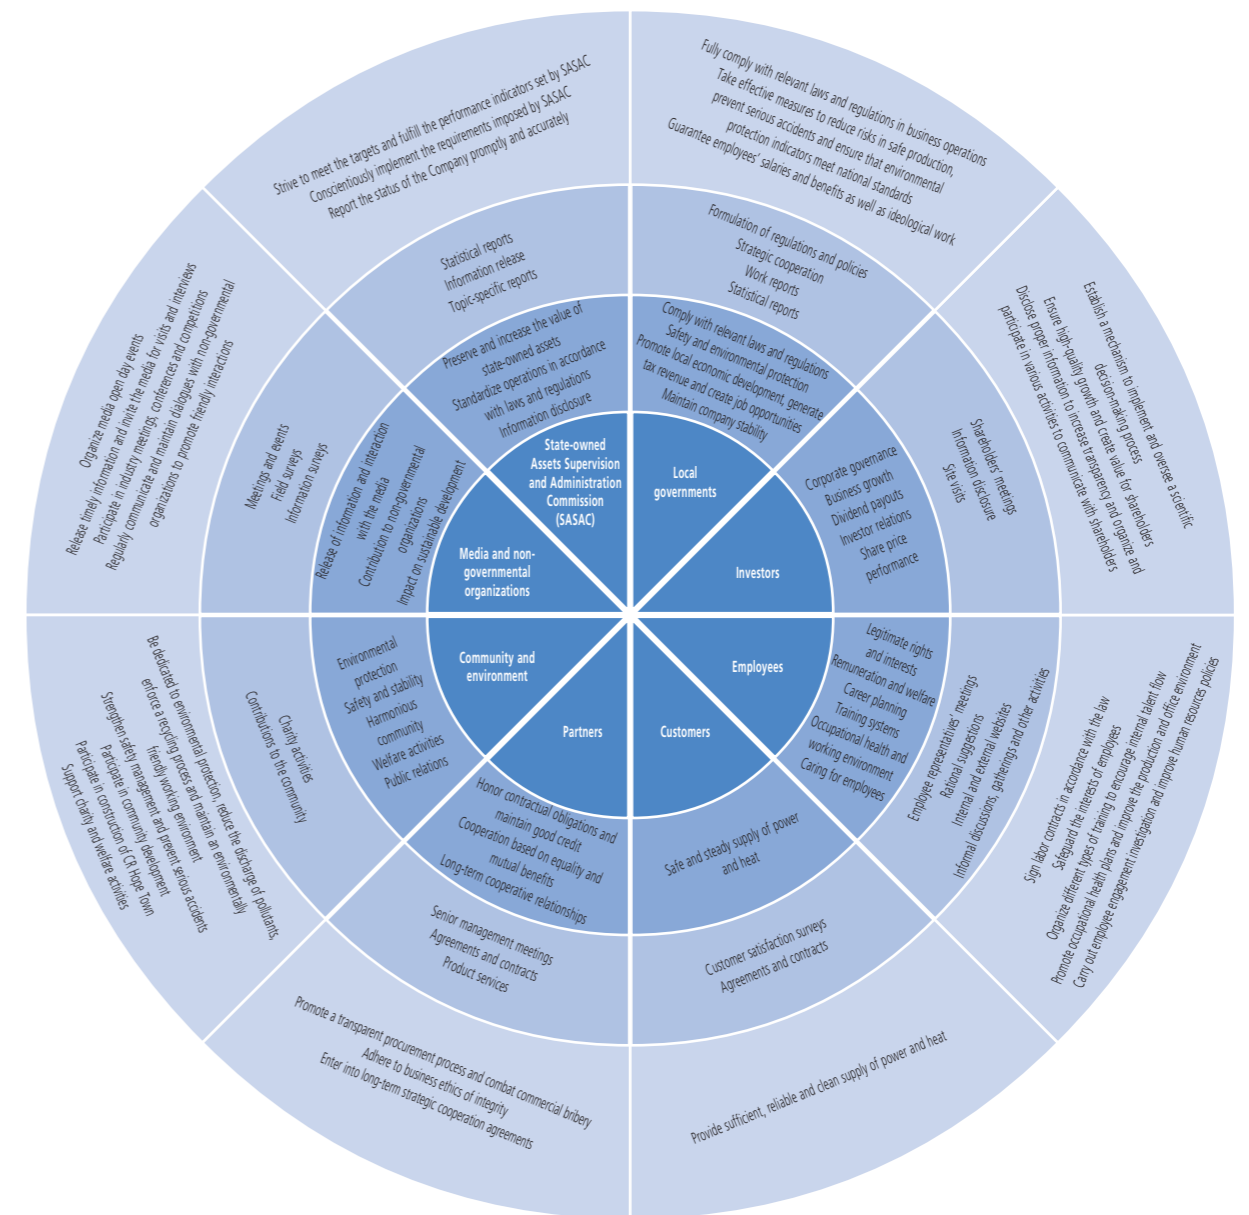 Strive to meet the targets and fulfill the performance indicators set by SASAC
Conscientiously implement the requirements imposed by SASAC
Report the status of the Company promptly and accurately
Statistical reports
Information release
Topic-specific reports
Preserve and increase the value of
state-owned assets
Standardize operations in accordance
with laws and regulations
Information disclosure
State-owned
Assets Supervision
and Administration
Commission
(SASAC)
Fully comply with relevant laws and regulations in business operations
Take effective measures to reduce risks in safe production,
prevent serious accidents and ensure that environmental
protection indicators meet national standards
Guarantee employees’ salaries and benefits as well as ideological work
Formulation of regulations and policies
Strategic cooperation
Work reports
Statistical reports
Comply with relevant laws and regulations
Safety and environmental protection
Promote local economic development, generate
tax revenue and create job opportunities
Maintain company stability
Local
governments
Establish a mechanism to implement and oversee a scientific
decision-making process
Ensure high-quality growth and create value for shareholders
Disclose proper information to increase transparency and organize and
participate in various activities to communicate with shareholders
Shareholders’ meetings
Information disclosure
Site visits
Corporate governance
Business growth
Dividend payouts
Investor relations
Share price
performance
Investors
Legitimate rights
and interests
Remuneration and welfare
Career planning
Training systems
Occupational health and
working environment
Caring for employees
Employees
Employee representatives’ meetings
Rational suggestions
Internal and external websites
Informal discussions, gathering and other activities
Sign labor contracts in accordance with the law
Safeguard the interests of employees
Organize different types of training to encourage internal talent flow
Promote occupational health plans and improve the production and office environment
Carry out employee engagement investigation and improve human resources policies
Customers
Safe and steady supply of power
and heat
Customer satisfaction surveys
Agreements and contracts
Provide sufficient, reliable and clean supply of power and heat
Partners
Honor contractual obligations and
maintain good credit
Cooperation based on equality and
mutual benefits
Long-term cooperative relationships
Senior management meetings
Agreements and contracts
Product services
Promote a transparent procurement process and combat commercial bribery
Adhere to business ethics of integrity
Enter into long-term strategic cooperation agreements
Community and
environment
Environmental
protection
Safety and stability
Harmonious
community
Welfare activities
Public relations
Charity activities
Contributions to the community
Be dedicated to environmental protection, reduce the discharge of pollutants,
enforce a recycling process and maintain an environmentally
friendly working environment
Strengthen safety management and prevent serious accidents
Participate in community development
Participate in construction of CR Hope Town
Support charity and welfare activities
Media and non-
governmental
organizations
Release of information and interaction
with the media
Contribution to non-governmental
organizations
Impact on sustainable development
Meetings and events
Field surveys
Information surveys
Organize media open day events
Release timely information and invite the media for visits and interviews
Participate in industry meetings, conferences and competitions
Regularly communicate and maintain dialogues with non-governmental
organizations to promote friendly interactions